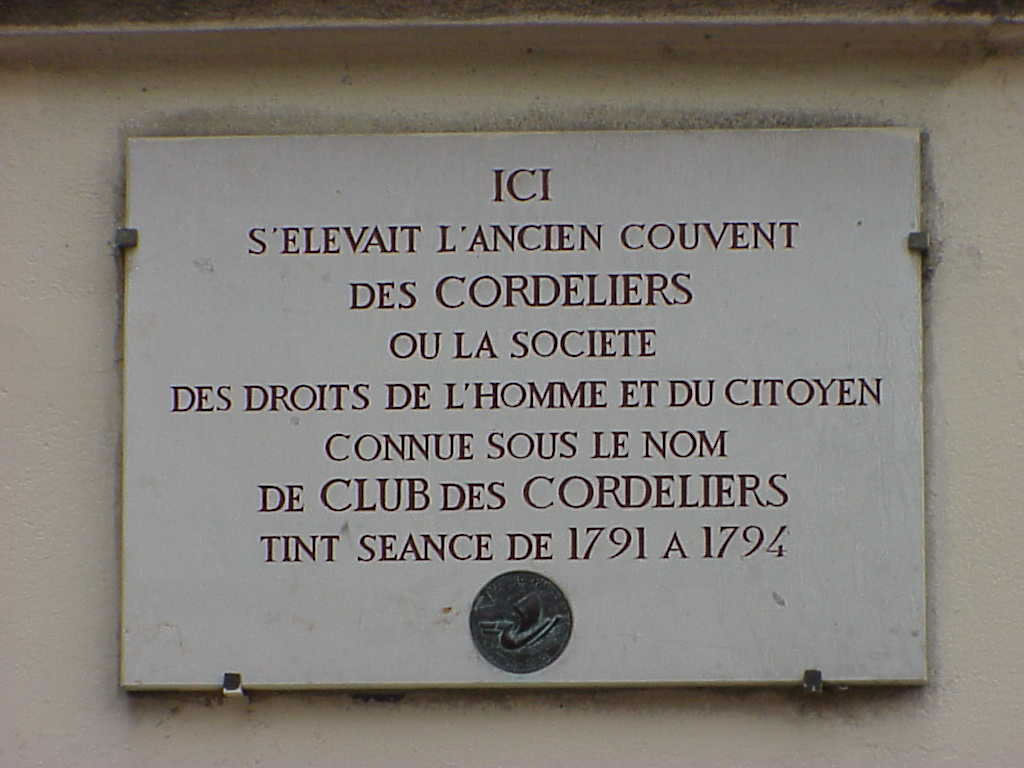 ICI
S'ELEVAIT L'ANCIEN COUVENT
DES CORDELIERS
OU LA SOCIETE
DES DROITS DE L'HOMME ET DU CITOYEN
CONNUE SOUS LE NOM
DE CLUB DES CORDELIERS
TINT SEANCE DE 1791 A 1794